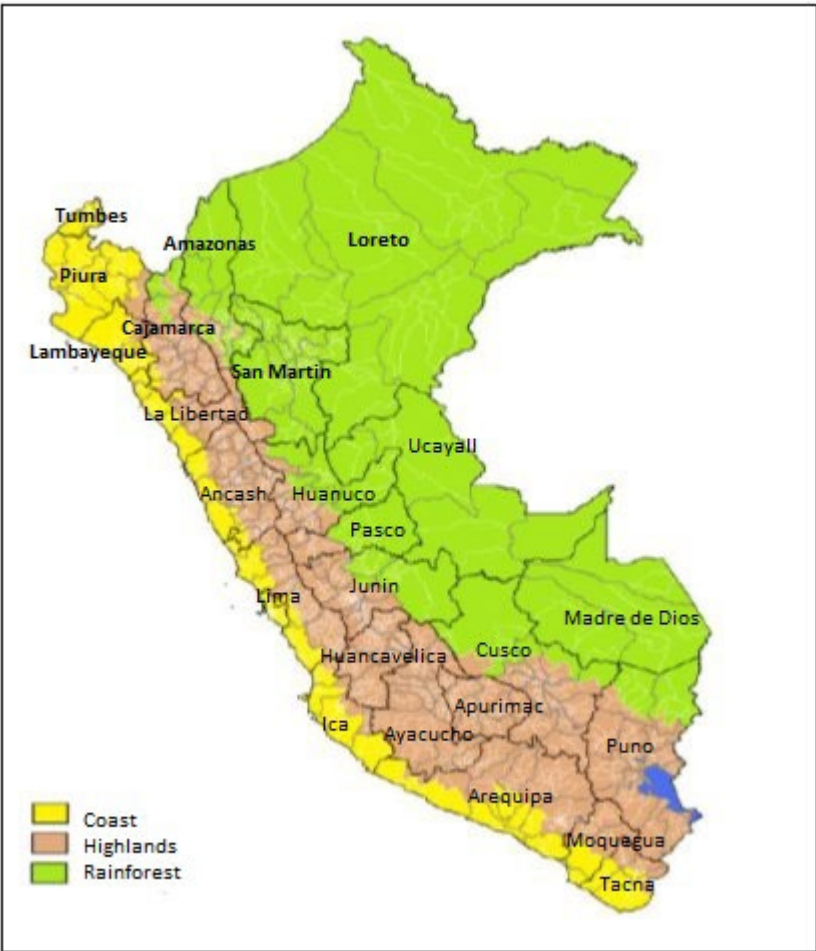 Tumbes
Amazonas
Loreto
Piura
Cajamarca
Lambayeque
San Martin
La Libertad
Ucayall
Ancash
Huanuco
Pasco
Junin
Lima
Madre de Dios
Cusco
Huancavelica
Apurimac
Ica
Ayacucho
Puno
Arequipa
Moquegua
Tacna
Coast
Highlands
Rainforest